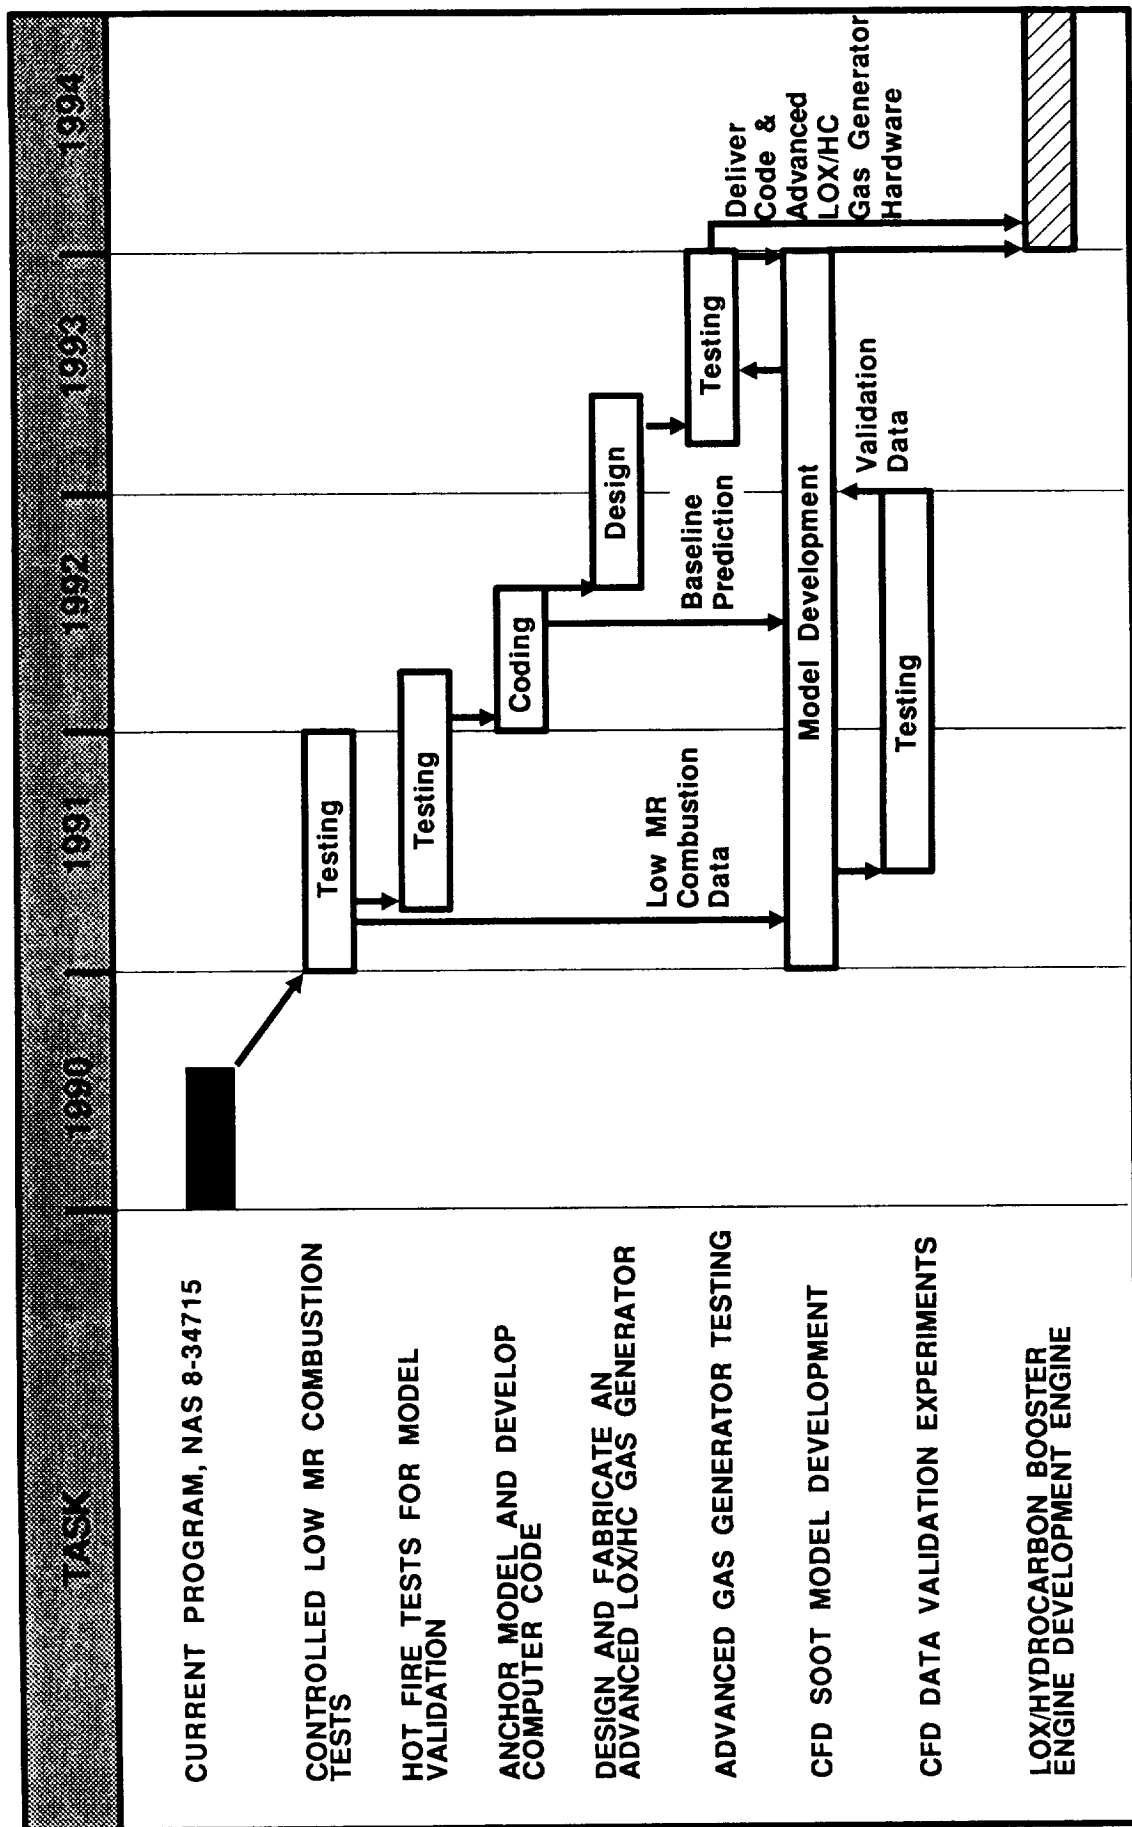 TASK
1990
1991
1992
1993
1994
CURRENT PROGRAM, NAS 8-34715
CONTROLLED LOW MR COMBUSTION
TESTS
Testing
HOT FIRE TESTS FOR MODEL
VALIDATION
Testing
ANCHOR MODEL AND DEVELOP
COMPUTER CODE
Coding
DESIGN AND FABRICATE AN
ADVANCED LOX/HC GAS GENERATOR
Design
Low MR
Combustion
Data
Baseline
Prediction
ADVANCED GAS GENERATOR TESTING
Testing
Deliver
Code &
Advanced
LOX/HC
Gas Generator
Hardware
CFD SOOT MODEL DEVELOPMENT
Model Development
CFD DATA VALIDATION EXPERIMENTS
Testing
Validation
Data
LOX/HYDROCARBON BOOSTER
ENGINE DEVELOPMENT ENGINE